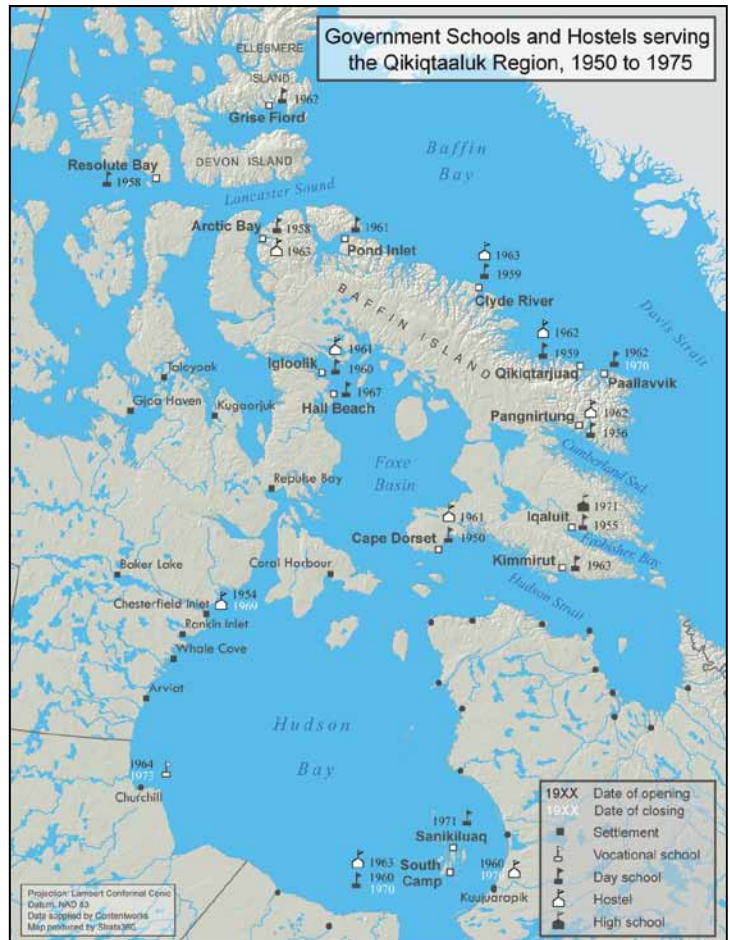 Government Schools and Hostels serving
the Qikiqtaaluk Region, 1950 to 1975
ELLESMERE
ISLAND
1962
Grise Fiord
DEVON ISLAND
Resolute Bay
1958
Baffin
Bay
Lancaster Sound
Arctic Bay
1958
1963
1961
Pond Inlet
1963
1959
Clyde River
BAFFIN ISLAND
Davis Strait
1962
1959
Qikiqtarjuaq
1962
1970
Paallavvik
1961
Igloolik
1960
1967
Hall Beach
Taloyoak
Gjoa Haven
Kugaarjuk
Pangnirtung
1962
1956
Cumberland Snd.
Foxe
Basin
Repulse Bay
1961
Cape Dorset
1950
1971
Iqaluit
1955
Frobisher Bay
Kimmirut
1963
Hudson Strait
Baker Lake
Coral Harbour
Chesterfield Inlet
1954
1969
Rankin Inlet
Whale Cove
Arviat
Hudson
Bay
1964
1973
Churchill
1971
Sanikiluaq
South
Camp
1963
1960
1970
1960
Kuujuarapik
19XX Date of opening
19XX Date of closing
Settlement
Vocational school
Day school
Hostel
High school
Projection: Lambert Conformal Conic
Datum: NAD 83
Data supplied by Contentworks
Map produced by Strata360